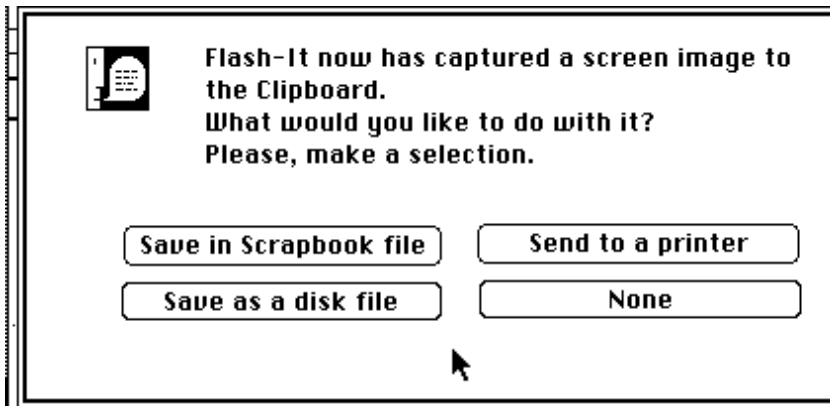 Flash-It now has captured a screen image to
the Clipboard.
What would you like to do with it?
Please, make a selection.
Save in Scrapbook file
Send to a printer
Save as a disk file
None